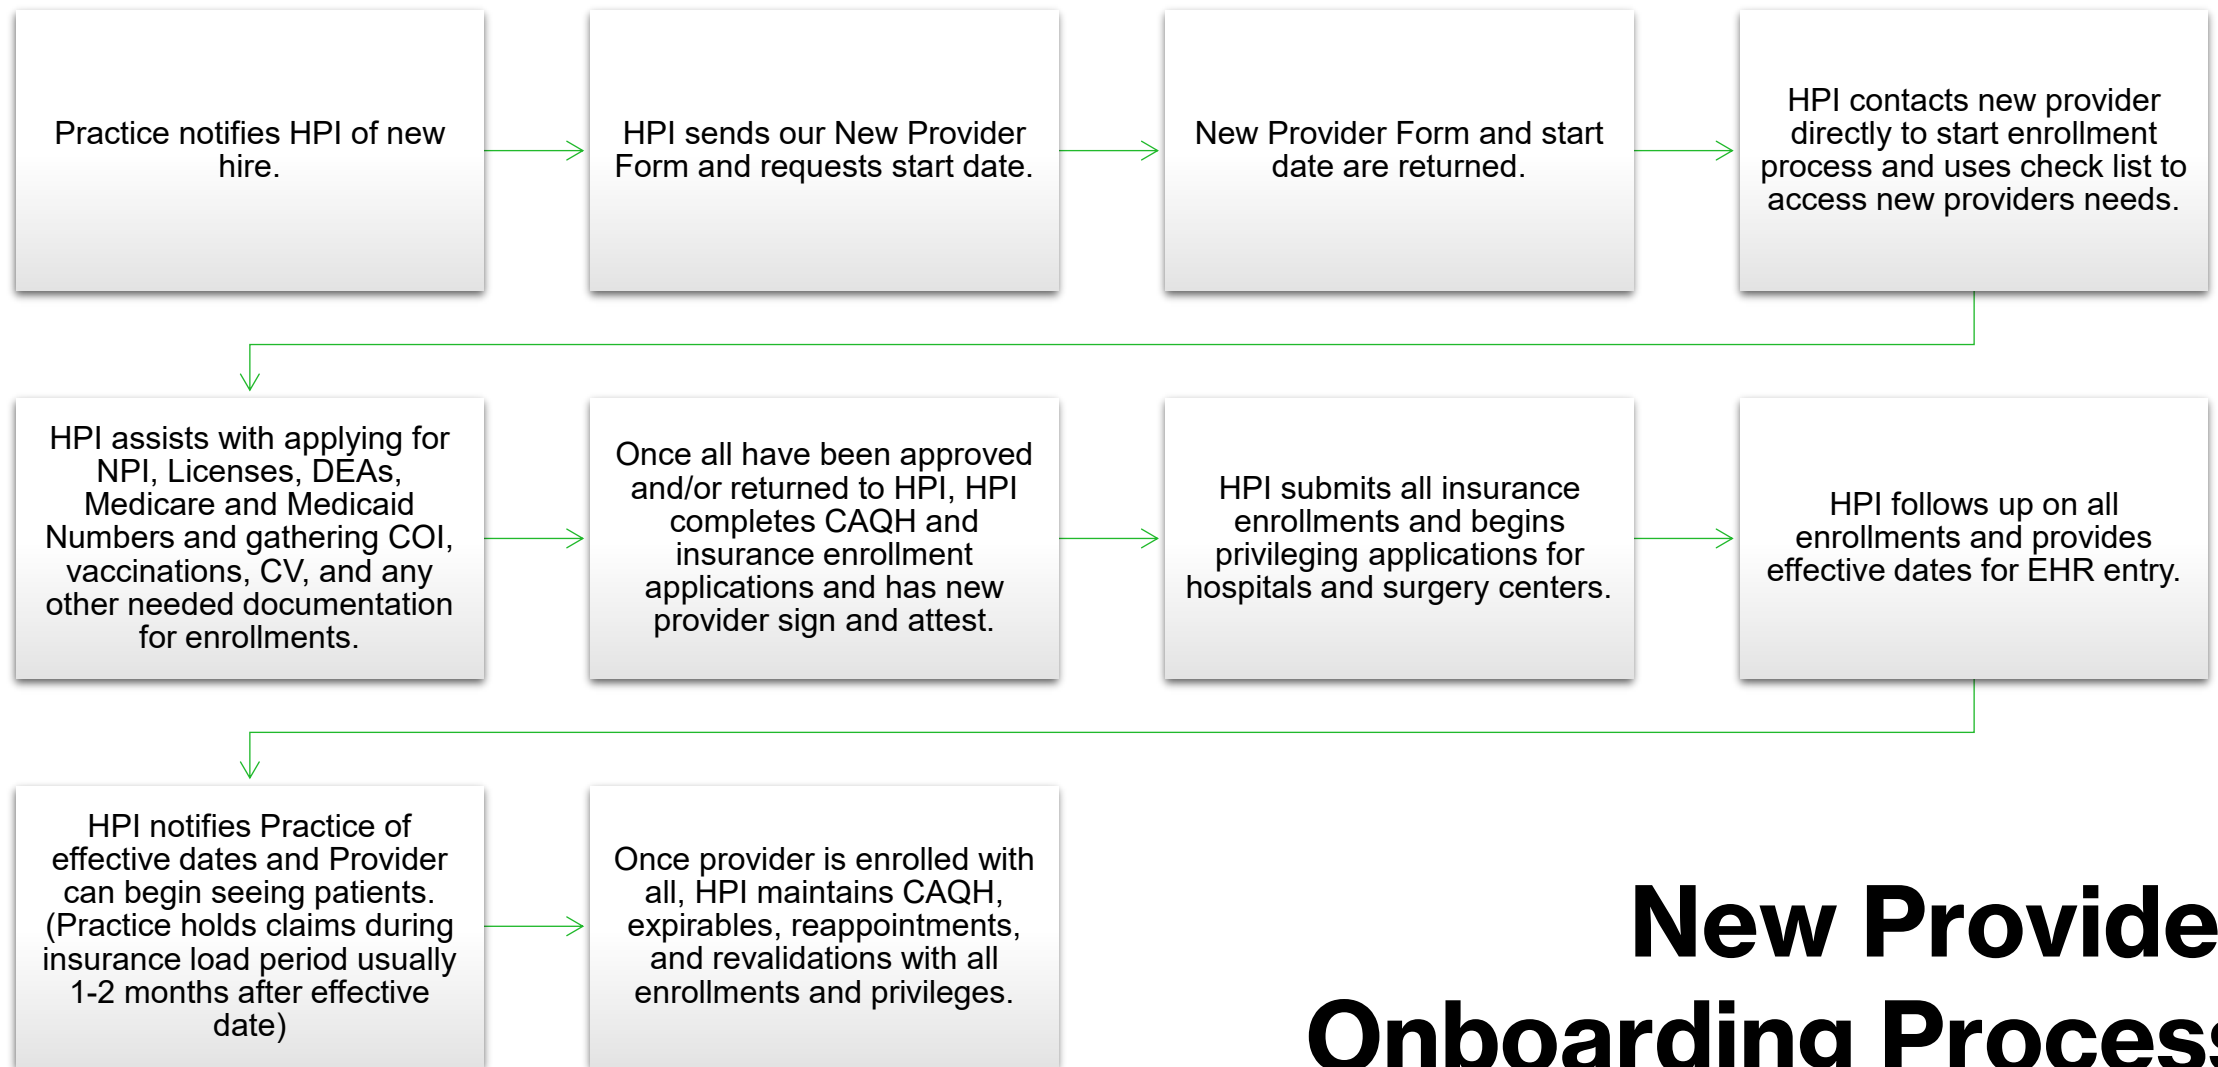 Practice notifies HPI of new
hire.
HPI sends our New Provider
Form and requests start date.
New Provider Form and start
date are returned.
HPI contacts new provider
directly to start enrollment
process and uses check list to
access new providers needs.
HPI assists with applying for
NPI, Licenses, DEAs,
Medicare and Medicaid
Numbers and gathering COI,
vaccinations, CV, and any
other needed documentation
for enrollments.
Once all have been approved
and/or returned to HPI, HPI
completes CAQH and
insurance enrollment
applications and has new
provider sign and attest.
HPI submits all insurance
enrollments and begins
privileging applications for
hospitals and surgery centers.
HPI follows up on all
enrollments and provides
effective dates for EHR entry.
HPI notifies Practice of
effective dates and Provider
can begin seeing patients.
(Practice holds claims during
insurance load period usually
1-2 months after effective
date)
Once provider is enrolled with
all, HPI maintains CAQH,
expirables, reappointments,
and revalidations with all
enrollments and privileges.
New Provide
Onboarding Process